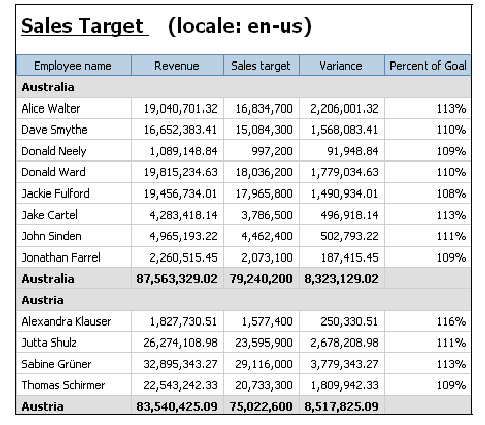 Sales Target (locale: en-us)
Employee name Revenue Sales target Variance Percent of Goal
Australia
Alice Walter 19,040,701.32 16,834,700 2,206,001.32 113%
Dave Smythe 16,652,383.41 15,084,300 1,568,083.41 110%
Donald Neely 1,089,148.84 997,200 91,948.84 109%
Donald Ward 19,815,234.63 18,036,200 1,779,034.63 110%
Jackie Fulford 19,456,734.01 17,965,800 1,490,934.01 108%
Jake Cartel 4,283,418.14 3,786,500 496,918.14 113%
John Sinden 4,965,193.22 4,462,400 502,793.22 111%
Jonathan Farrel 2,260,515.45 2,073,100 187,415.45 109%
Australia 87,563,329.02 79,240,200 8,323,129.02
Austria
Alexandra Klauser 1,827,730.51 1,577,400 250,330.51 116%
Jutta Shulz 26,274,108.98 23,595,900 2,678,208.98 111%
Sabine Grüner 32,895,343.27 29,116,000 3,779,343.27 113%
Thomas Schirmer 22,543,242.33 20,733,300 1,809,942.33 109%
Austria 83,540,425.09 75,022,600 8,517,825.09